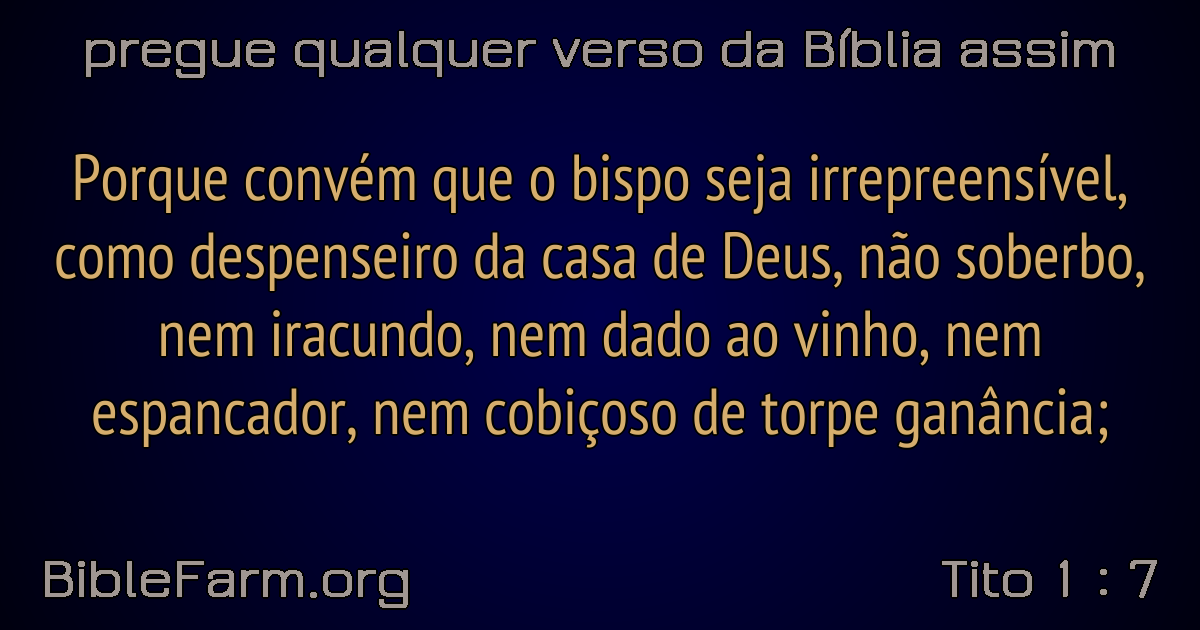 pregue qualquer verso da Bíblia assim
Porque convém que o bispo seja irrepreensível,
como despenseiro da casa de Deus, não soberbo,
nem iracundo, nem dado ao vinho, nem
espancador, nem cobiçoso de torpe ganância;
BibleFarm.org
Tito 1 : 7